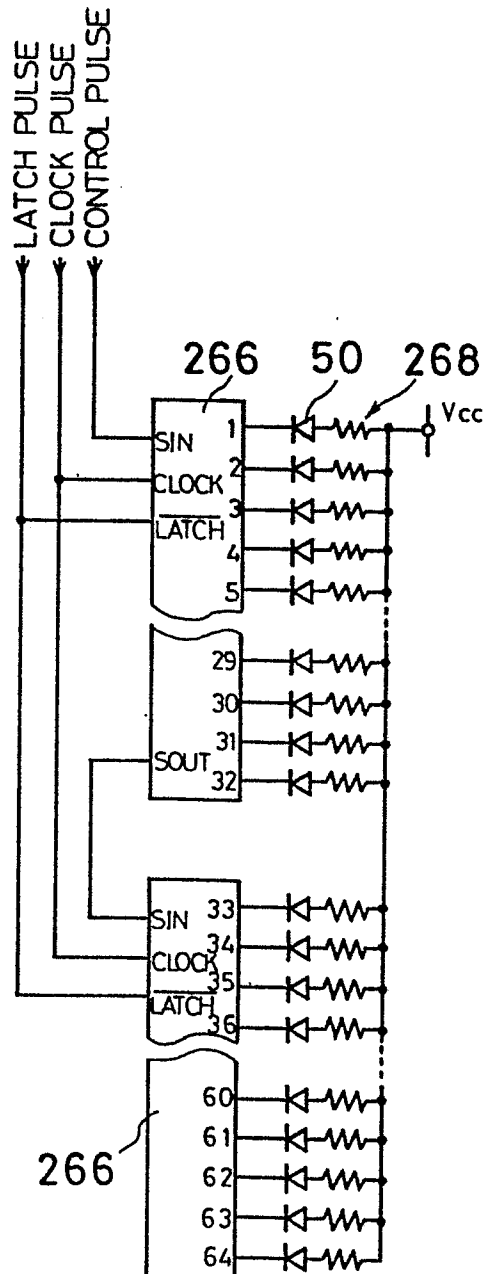 LATCH PULSE
CLOCK PULSE
CONTROL PULSE
266
50
268
Vcc
SIN
CLOCK
LATCH
1
2
3
4
5
29
30
31
32
SOUT
SIN
CLOCK
LATCH
33
34
35
36
266
60
61
62
63
64